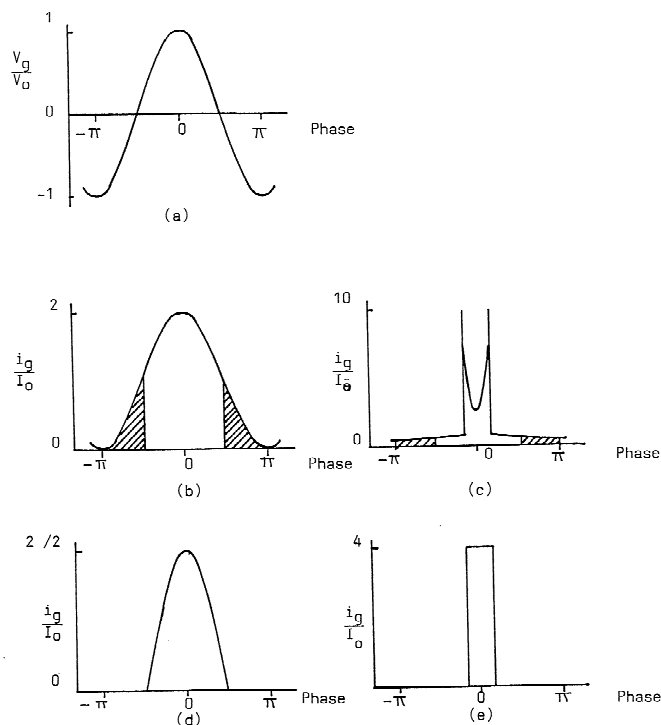 1
Vg
Vo
0
-π 0 π Phase
-1
(a)
2
ig
Io
0
-π 0 π Phase
(b)
10
ig
Io
0
-π 0 π Phase
(c)
2 /2
ig
Io
0
-π 0 π Phase
(d)
4
ig
Io
-π 0 π Phase
(e)